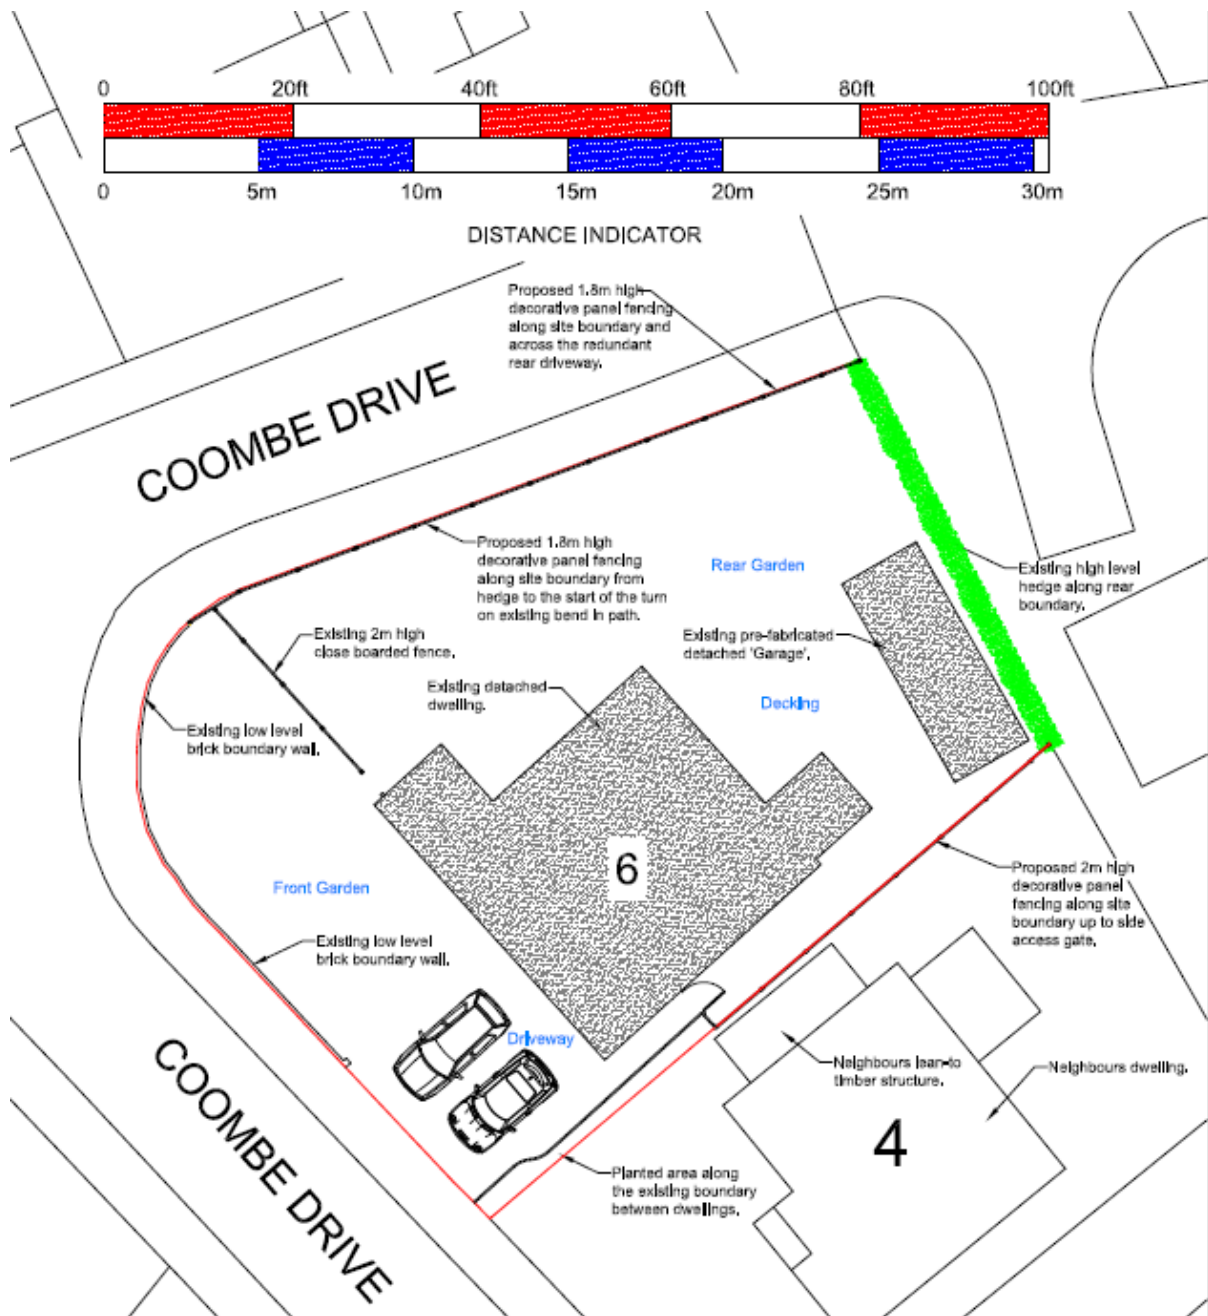 0 20ft 40ft 60ft 80ft 100ft
0 5m 10m 15m 20m 25m 30m
DISTANCE INDICATOR
Proposed 1.8m high
decorative panel fencing
along site boundary and
across the redundant
rear driveway.
COOMBE DRIVE
Proposed 1.8m high
decorative panel fencing
along site boundary from
hedge to the start of the turn
on existing bend in path.
Rear Garden
Existing high level
hedge along rear
boundary.
Existing 2m high
close boarded fence.
Existing pre-fabricated
detached 'Garage'.
Existing detached
dwelling.
Decking
Existing low level
brick boundary wall.
6
Front Garden
Proposed 2m high
decorative panel
fencing along site
boundary up to side
access gate.
Existing low level
brick boundary wall.
Driveway
Neighbours lean-to
timber structure.
Neighbours dwelling.
4
COOMBE DRIVE
Planted area along
the existing boundary
between dwellings.